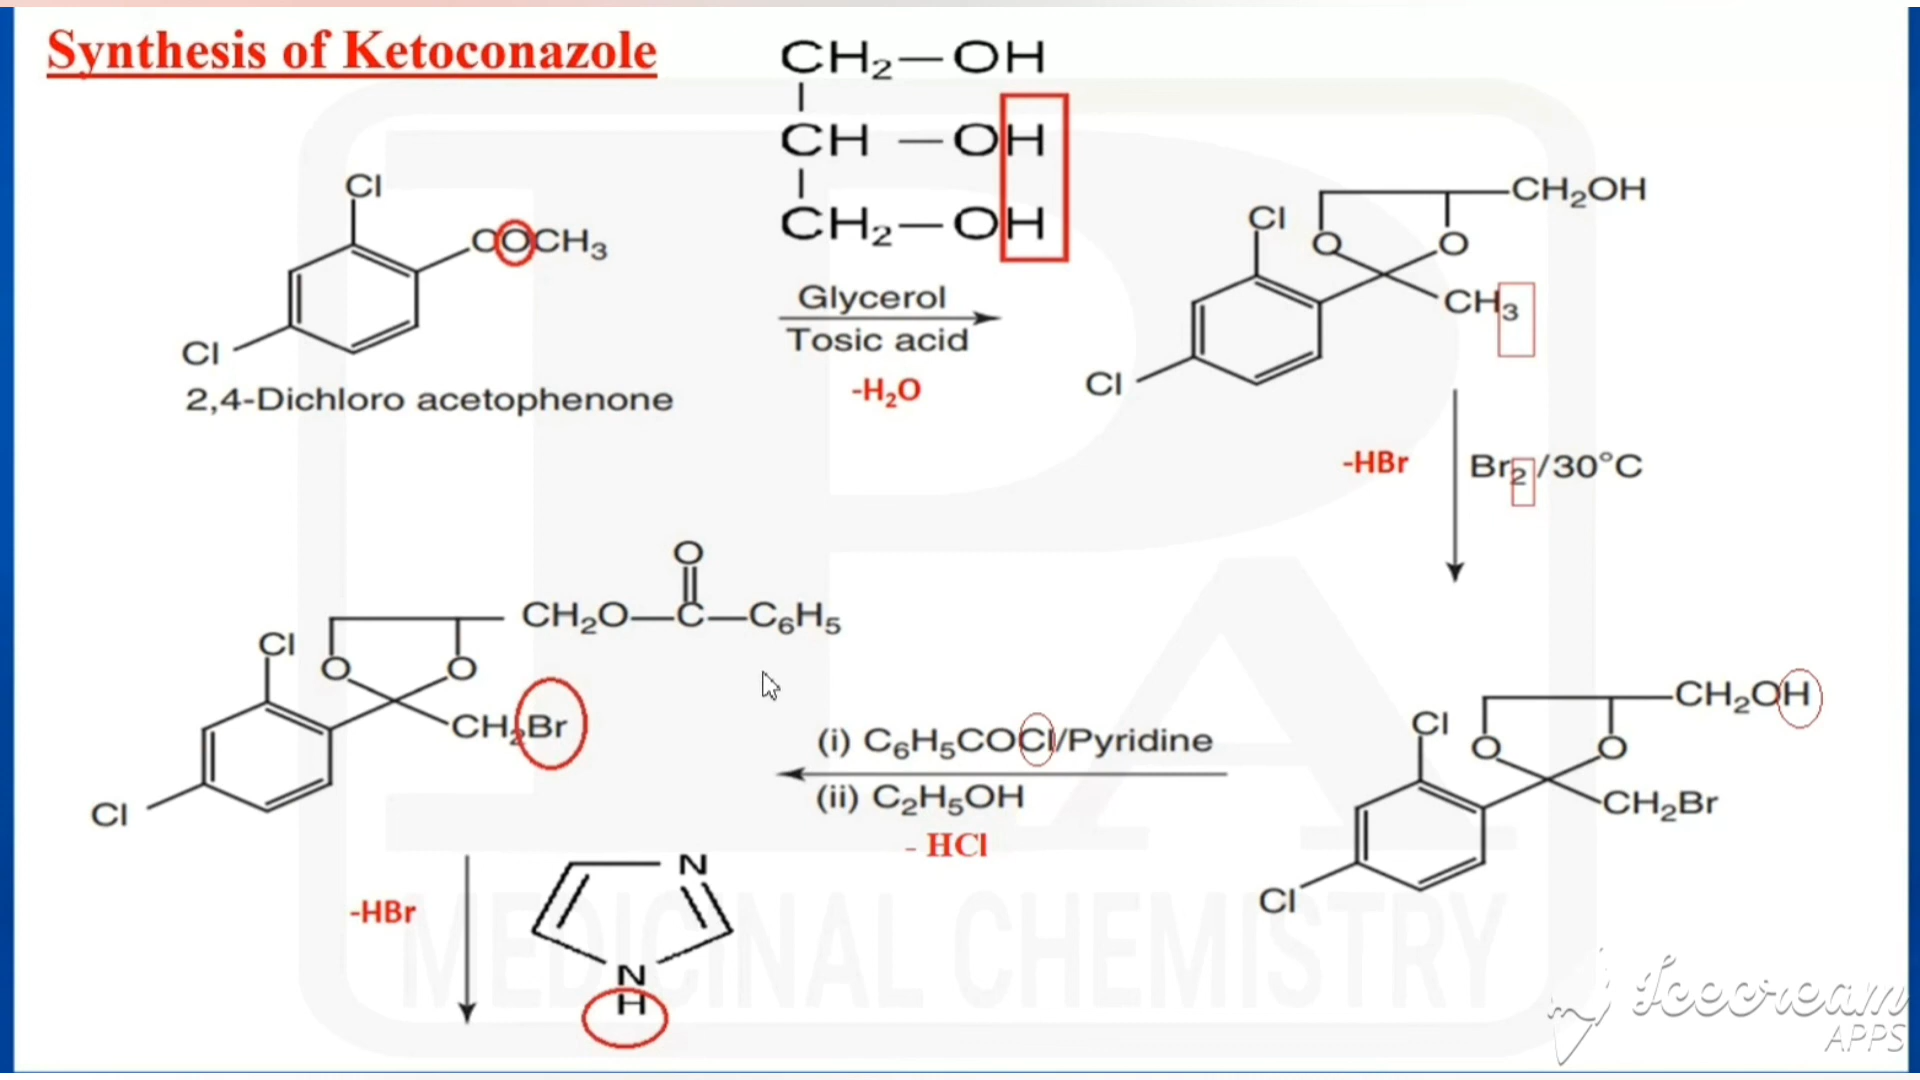 Synthesis of Ketoconazole
CH₂—OH
CH —OH
CH₂—OH
Cl
COCH₃
Cl
2,4-Dichloro acetophenone
Glycerol
Tosic acid
-H₂O
CH₂OH
Cl
O
O
CH₃
Cl
-HBr
Br₂/30°C
CH₂OH
Cl
O
O
CH₂Br
Cl
(i) C₆H₅COCl/Pyridine
(ii) C₂H₅OH
- HCl
O
CH₂O—C—C₆H₅
Cl
O
O
CH₂Br
Cl
-HBr
N
N
H
MEDICINAL CHEMISTRY
PA
Icecream
APPS